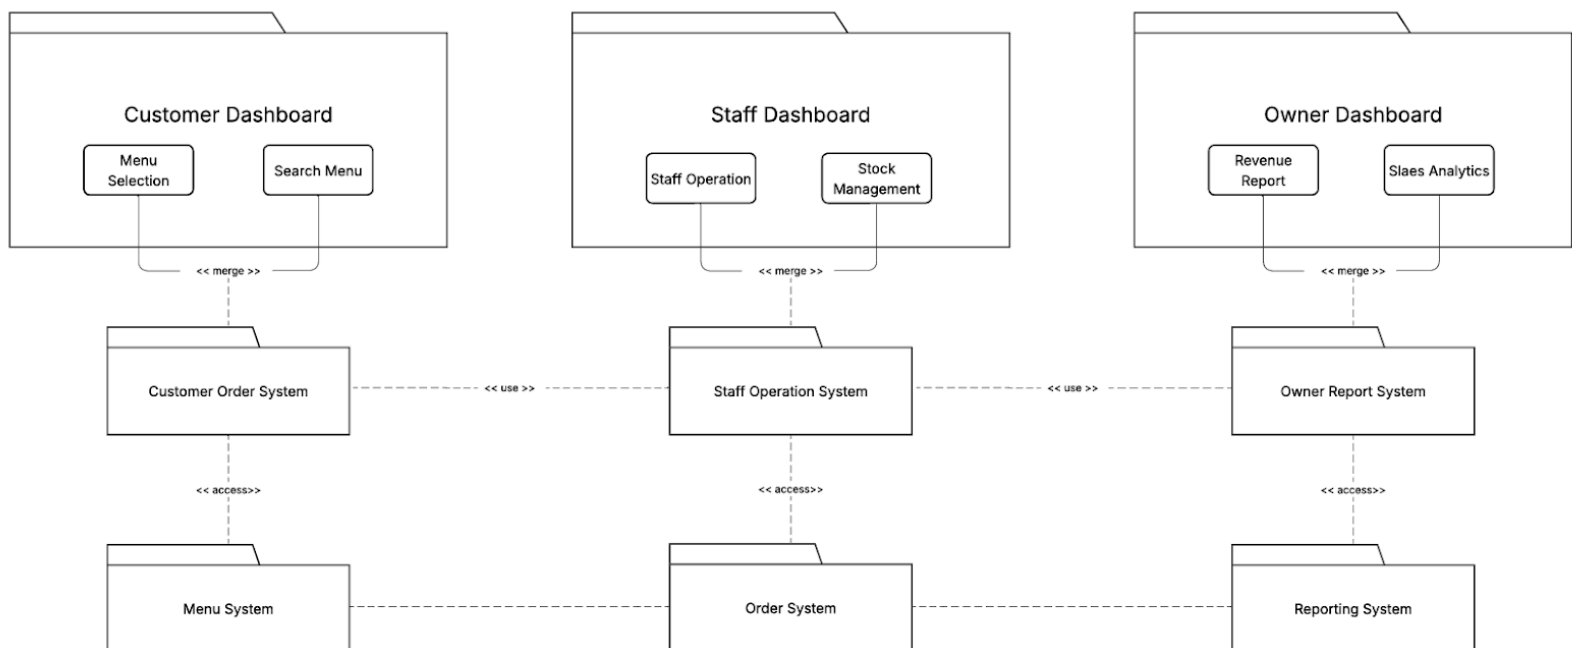 Customer Dashboard
Staff Dashboard
Owner Dashboard
Menu
Selection
Search Menu
Staff Operation
Stock
Management
Revenue
Report
Slaes Analytics
<< merge >>
<< merge >>
<< merge >>
Customer Order System
<< use >>
Staff Operation System
<< use >>
Owner Report System
<< access>>
<< access>>
<< access>>
Menu System
Order System
Reporting System